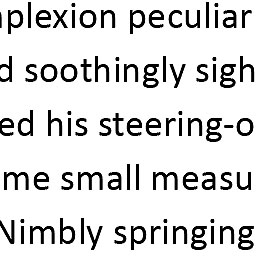 plexion peculiar
d soothingly sigh
ed his steering-o
me small measu
Nimbly springing